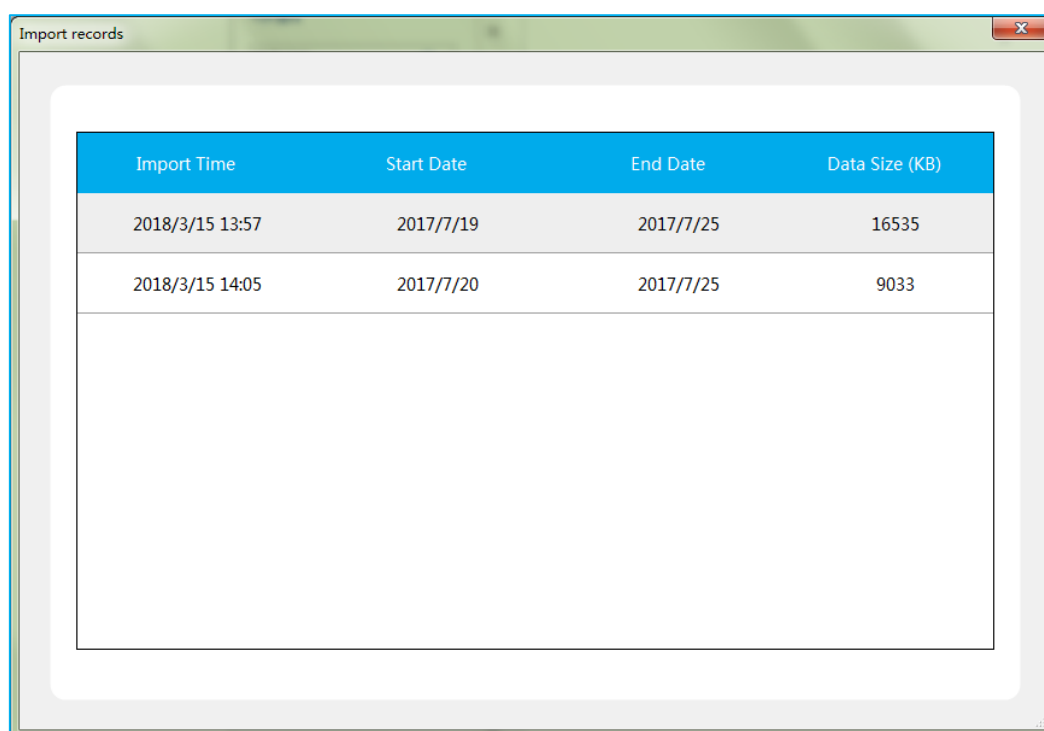 Import records
Import Time Start Date End Date Data Size (KB)
2018/3/15 13:57 2017/7/19 2017/7/25 16535
2018/3/15 14:05 2017/7/20 2017/7/25 9033